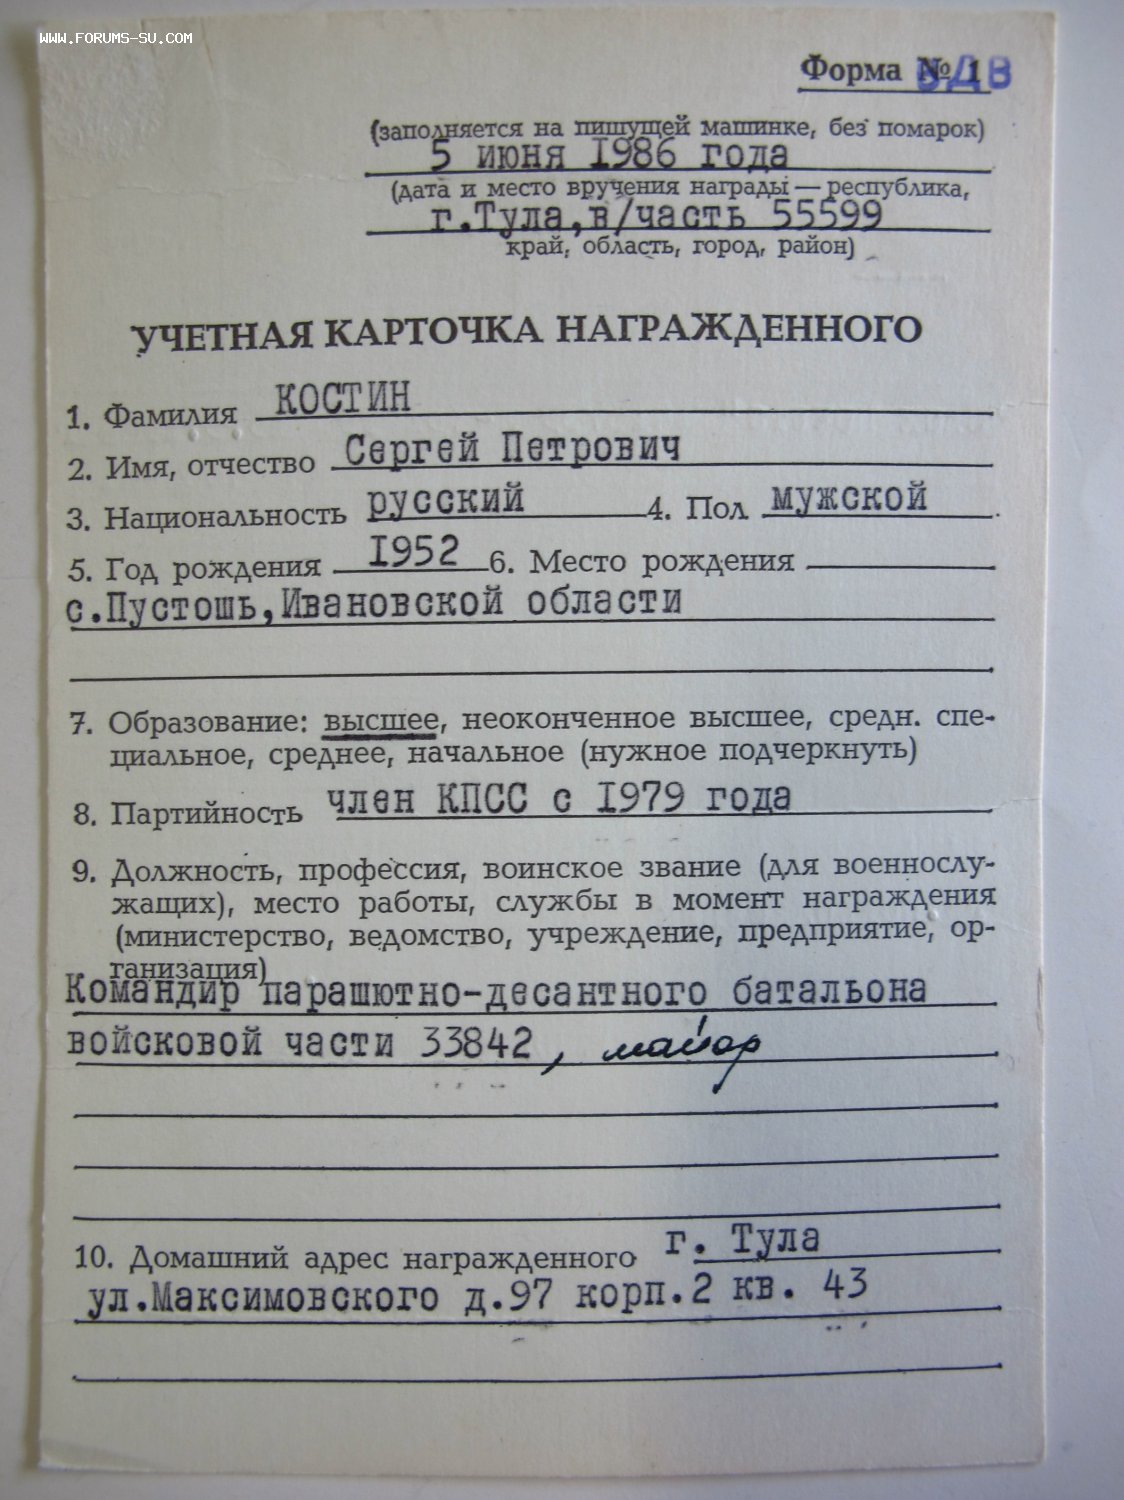 WWW.FORUMS-SU.COM
Форма № 1
ВДВ
(заполняется на пишущей машинке, без помарок)
5 июня I986 года
(дата и место вручения награды — республика,
г.Тула,в/часть 55599
край, область, город, район)
УЧЕТНАЯ КАРТОЧКА НАГРАЖДЕННОГО
1. Фамилия КОСТИН
2. Имя, отчество Сергей Петрович
3. Национальность русский 4. Пол мужской
5. Год рождения I952 6. Место рождения
с.Пустошь,Ивановской области
7. Образование: высшее, неоконченное высшее, средн. спе-
циальное, среднее, начальное (нужное подчеркнуть)
8. Партийность член КПСС с I979 года
9. Должность, профессия, воинское звание (для военнослу-
жащих), место работы, службы в момент награждения
(министерство, ведомство, учреждение, предприятие, ор-
ганизация)
Командир парашютно-десантного батальона
войсковой части 33842, майор
10. Домашний адрес награжденного г. Тула
ул.Максимовского д.97 корп.2 кв. 43